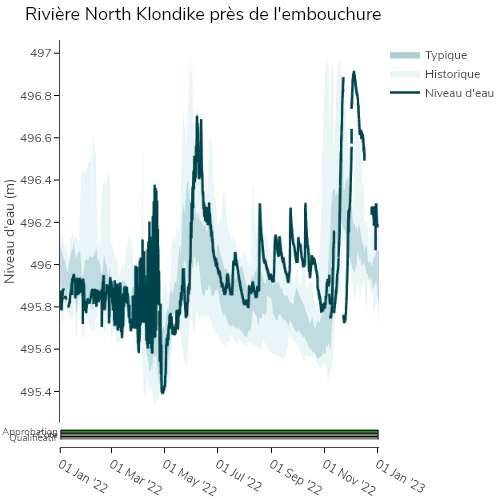 Rivière North Klondike près de l'embouchure
Typique
Historique
Niveau d'eau
Niveau d'eau (m)
497
496.8
496.6
496.4
496.2
496
495.8
495.6
495.4
Approbation
Qualificatif
01 Jan '22
01 Mar '22
01 May '22
01 Jul '22
01 Sep '22
01 Nov '22
01 Jan '23